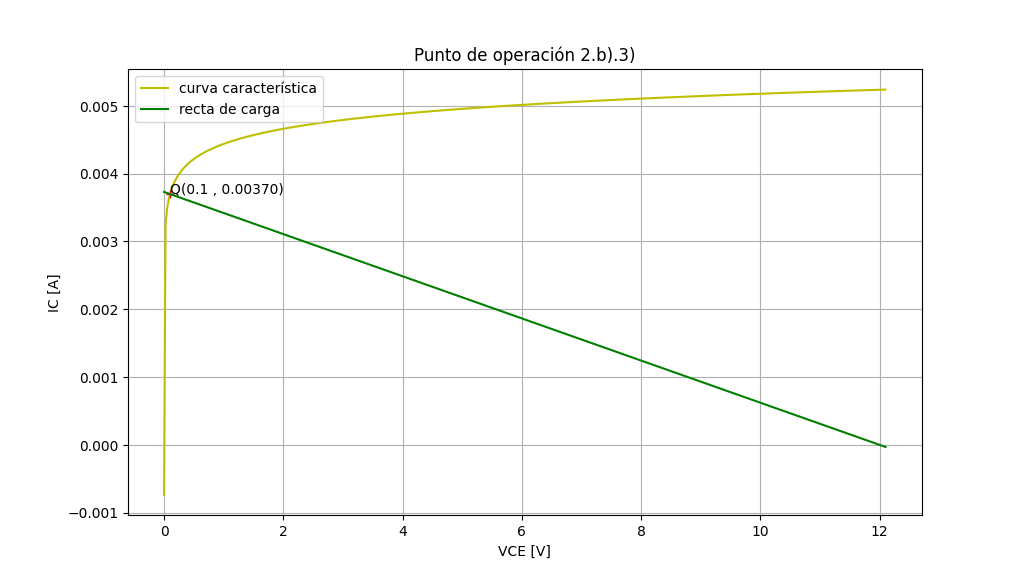 Punto de operación 2.b).3)
curva característica
recta de carga
Q(0.1 , 0.00370)
IC [A]
0.005
0.004
0.003
0.002
0.001
0.000
−0.001
0 2 4 6 8 10 12
VCE [V]